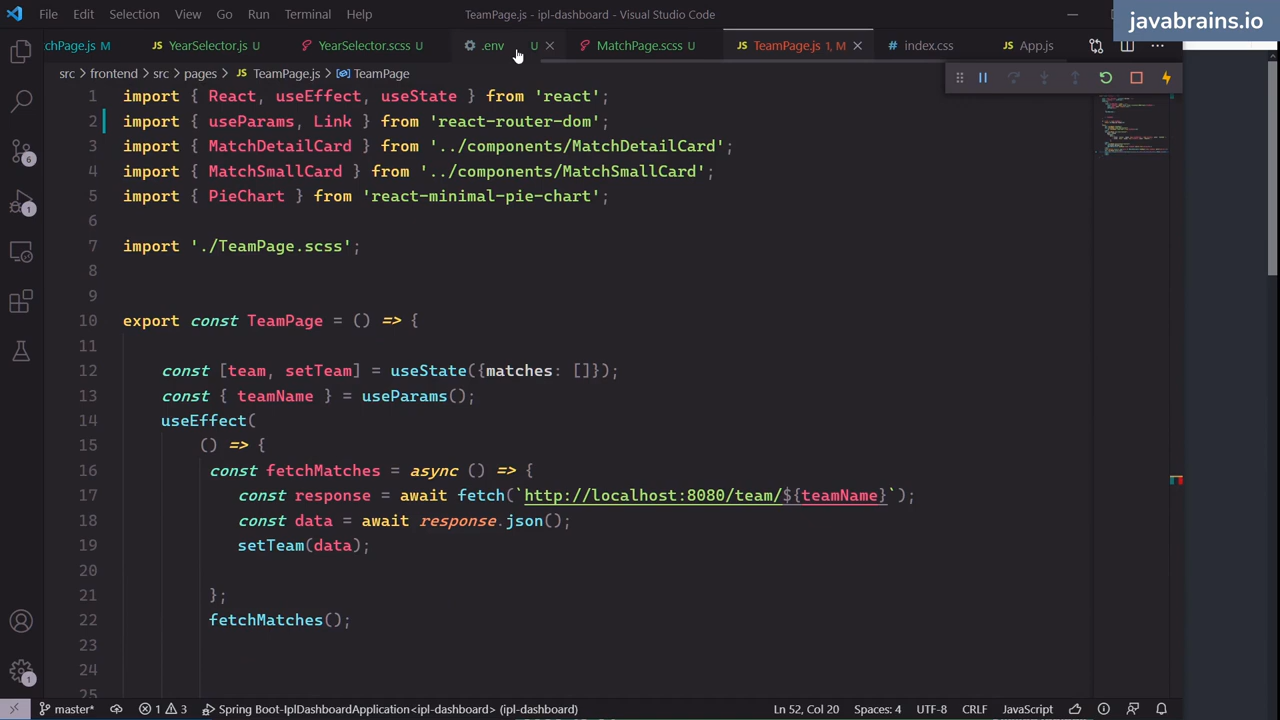 File Edit Selection View Go Run Terminal Help TeamPage.js - ipl-dashboard - Visual Studio Code
javabrains.io
chPage.js M YearSelector.js U YearSelector.scss U .env U MatchPage.scss U TeamPage.js 1, M index.css App.js
src > frontend > src > pages > TeamPage.js > TeamPage
1 import { React, useEffect, useState } from 'react';
2 import { useParams, Link } from 'react-router-dom';
3 import { MatchDetailCard } from '../components/MatchDetailCard';
4 import { MatchSmallCard } from '../components/MatchSmallCard';
5 import { PieChart } from 'react-minimal-pie-chart';
6
7 import './TeamPage.scss';
8
9
10 export const TeamPage = () => {
11
12 const [team, setTeam] = useState({matches: []});
13 const { teamName } = useParams();
14 useEffect(
15 () => {
16 const fetchMatches = async () => {
17 const response = await fetch(`http://localhost:8080/team/${teamName}`);
18 const data = await response.json();
19 setTeam(data);
20
21 };
22 fetchMatches();
23
24
25
6
1
1
master* 1 3 Spring Boot-IplDashboardApplication<ipl-dashboard> (ipl-dashboard) Ln 52, Col 20 Spaces: 4 UTF-8 CRLF JavaScript